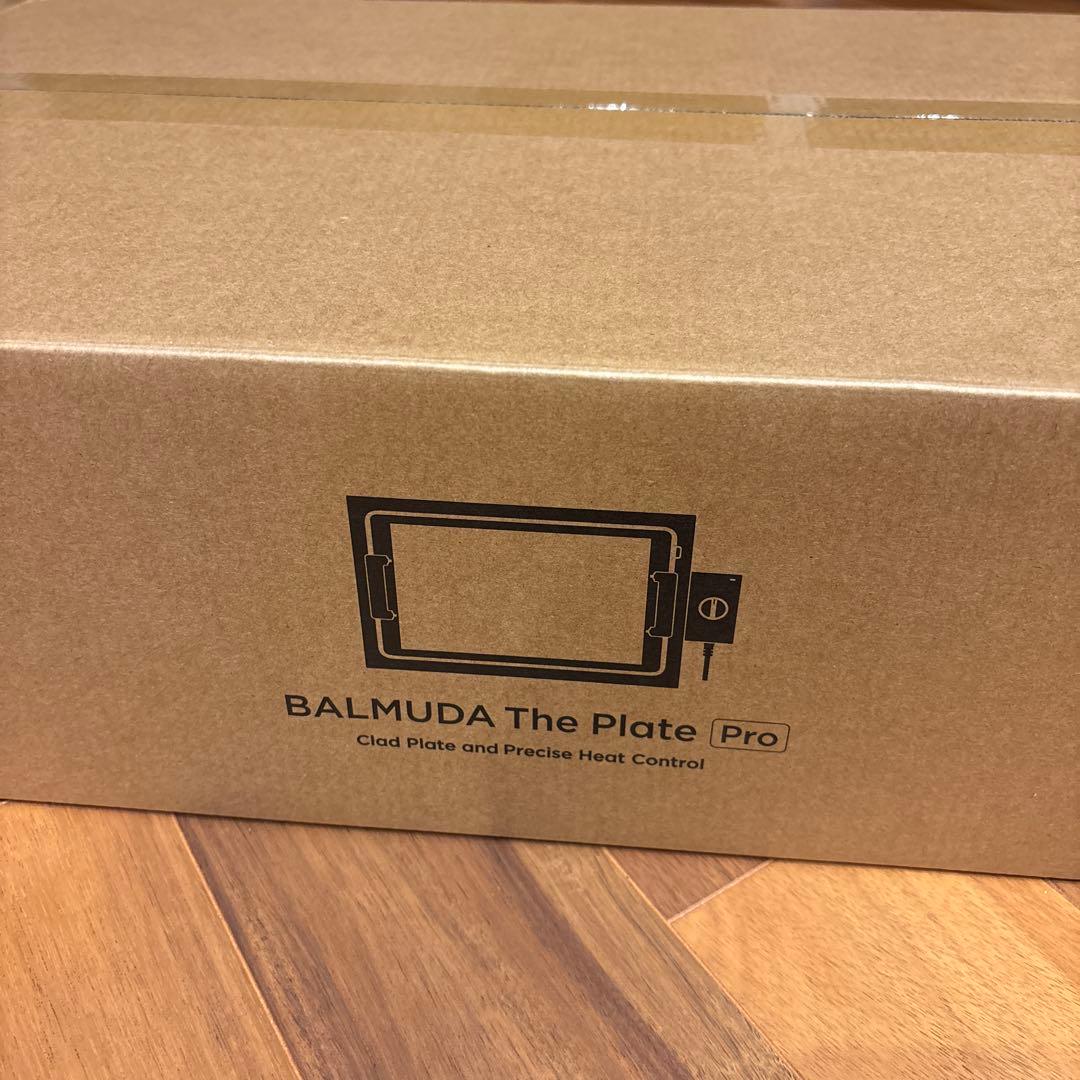 BALMUDA The Plate Pro
Clad Plate and Precise Heat Control